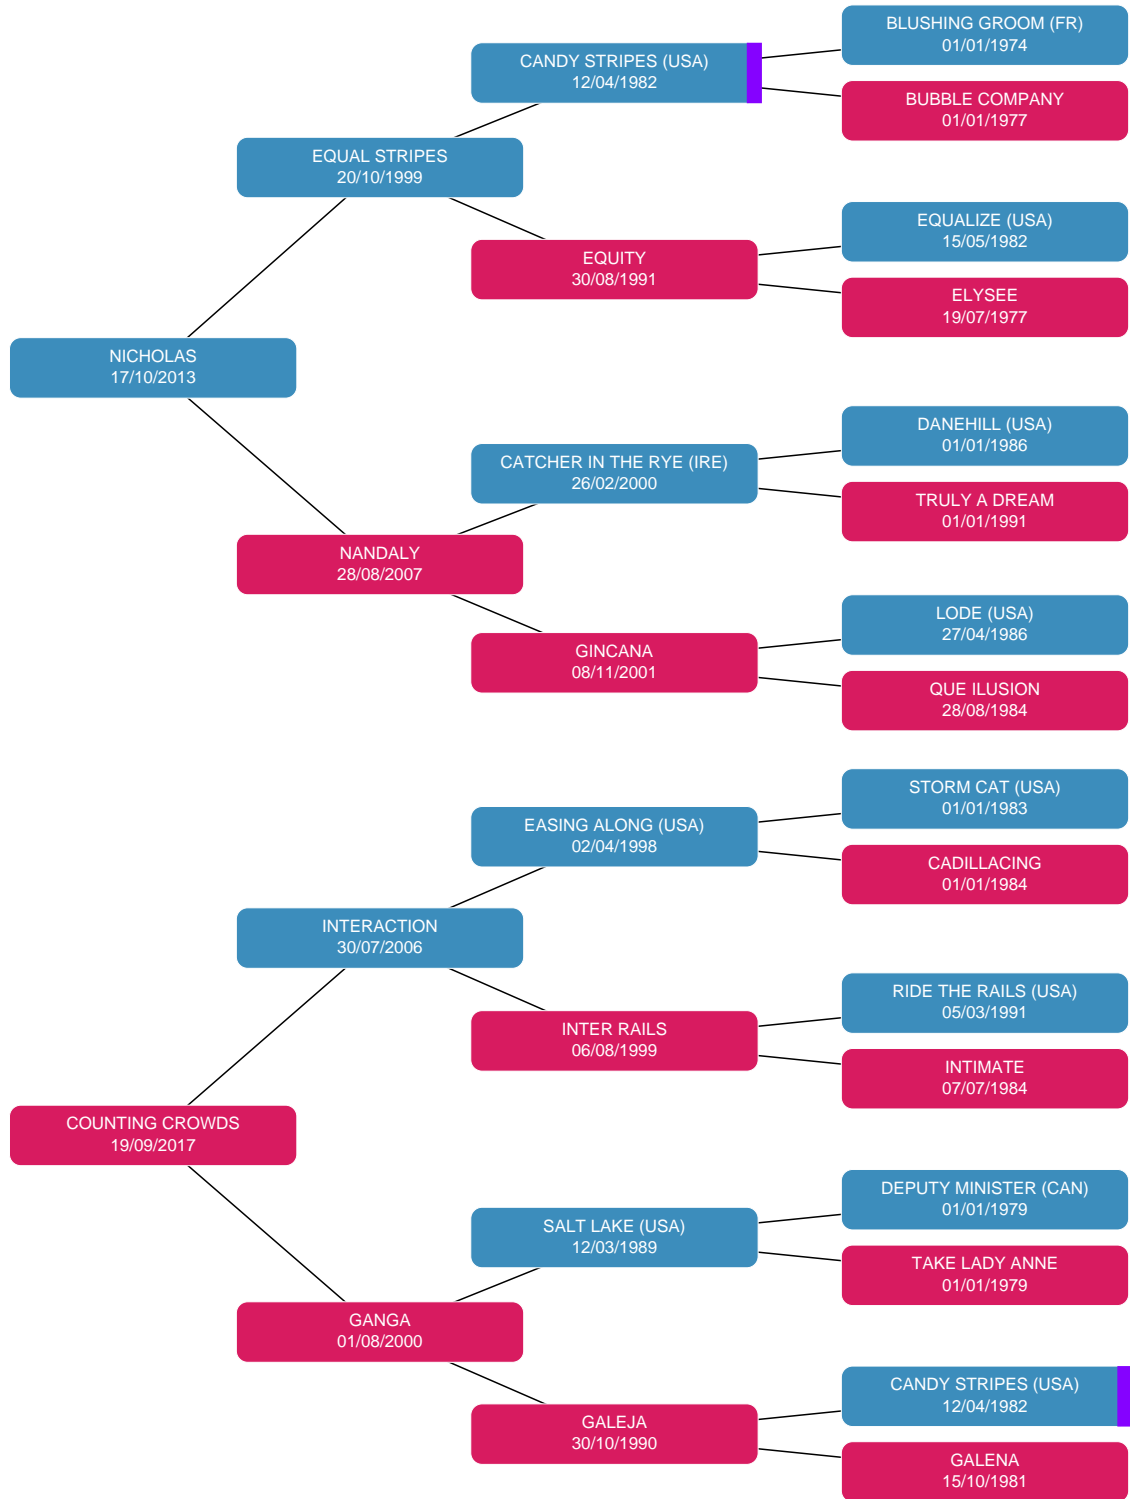 BLUSHING GROOM (FR)
01/01/1974
CANDY STRIPES (USA)
12/04/1982
BUBBLE COMPANY
01/01/1977
EQUAL STRIPES
20/10/1999
EQUALIZE (USA)
15/05/1982
EQUITY
30/08/1991
ELYSEE
19/07/1977
NICHOLAS
17/10/2013
DANEHILL (USA)
01/01/1986
CATCHER IN THE RYE (IRE)
26/02/2000
TRULY A DREAM
01/01/1991
NANDALY
28/08/2007
LODE (USA)
27/04/1986
GINCANA
08/11/2001
QUE ILUSION
28/08/1984
STORM CAT (USA)
01/01/1983
EASING ALONG (USA)
02/04/1998
CADILLACING
01/01/1984
INTERACTION
30/07/2006
RIDE THE RAILS (USA)
05/03/1991
INTER RAILS
06/08/1999
INTIMATE
07/07/1984
COUNTING CROWDS
19/09/2017
DEPUTY MINISTER (CAN)
01/01/1979
SALT LAKE (USA)
12/03/1989
TAKE LADY ANNE
01/01/1979
GANGA
01/08/2000
CANDY STRIPES (USA)
12/04/1982
GALEJA
30/10/1990
GALENA
15/10/1981